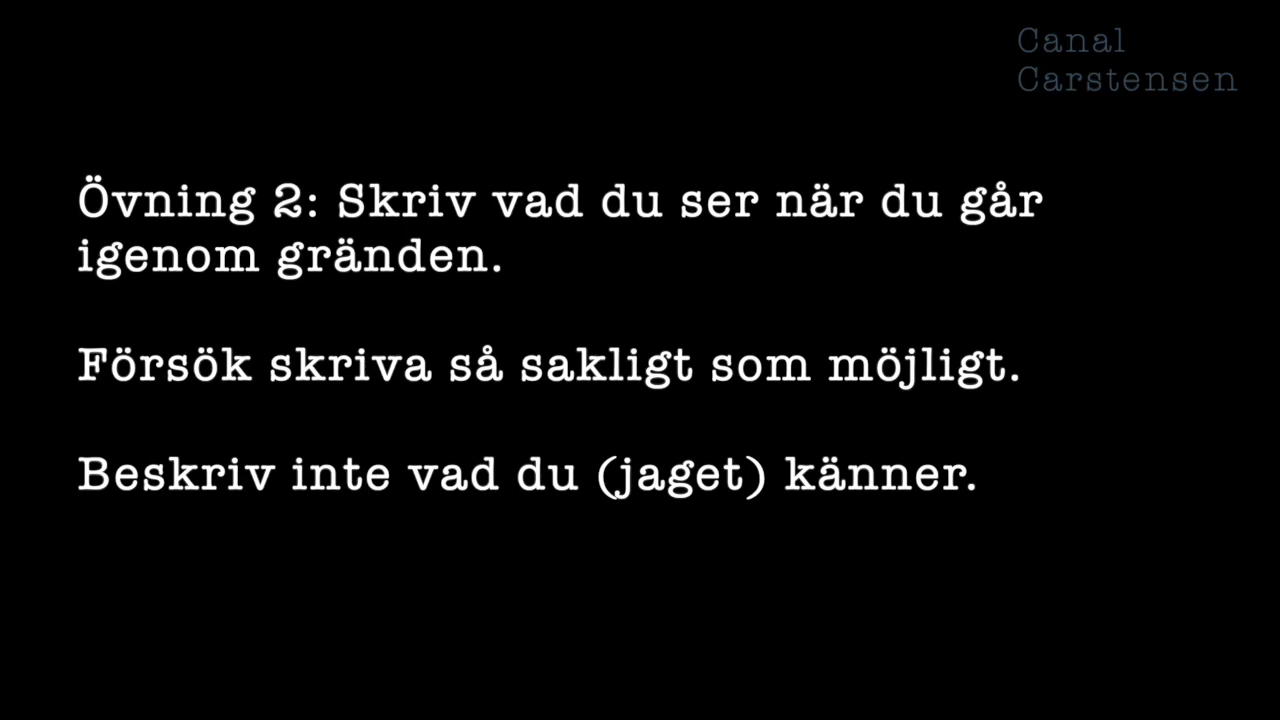 Canal
Carstensen
Övning 2: Skriv vad du ser när du går
igenom gränden.
Försök skriva så sakligt som möjligt.
Beskriv inte vad du (jaget) känner.